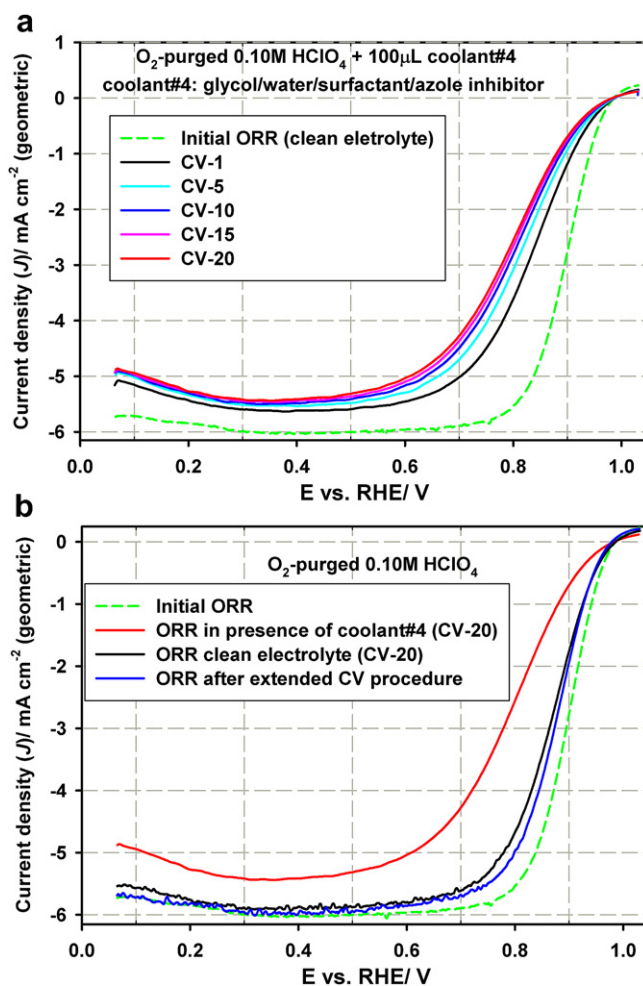 a
O₂-purged 0.10M HClO₄ + 100µL coolant#4
coolant#4: glycol/water/surfactant/azole inhibitor
Initial ORR (clean eletrolyte)
CV-1
CV-5
CV-10
CV-15
CV-20
Current density (J)/ mA cm⁻² (geometric)
1
0
-1
-2
-3
-4
-5
-6
0.0 0.2 0.4 0.6 0.8 1.0
E vs. RHE/ V
b
O₂-purged 0.10M HClO₄
Initial ORR
ORR in presence of coolant#4 (CV-20)
ORR clean electrolyte (CV-20)
ORR after extended CV procedure
Current density (J)/ mA cm⁻² (geometric)
0
-1
-2
-3
-4
-5
-6
0.0 0.2 0.4 0.6 0.8 1.0
E vs. RHE/ V